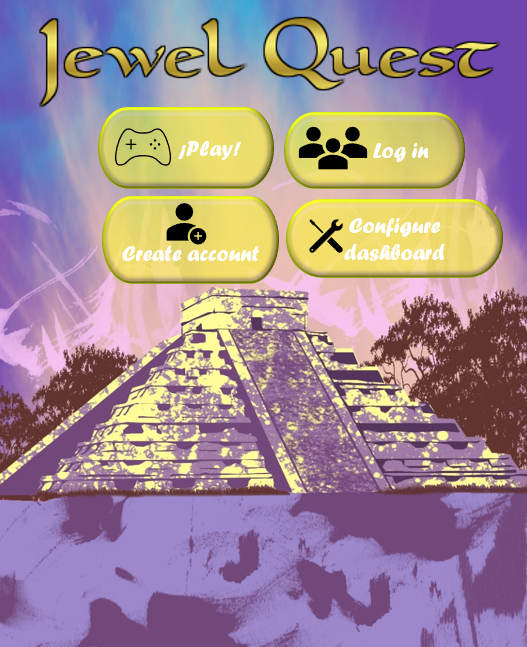 Jewel Quest
¡Play!
Log in
Create account
Configure
dashboard